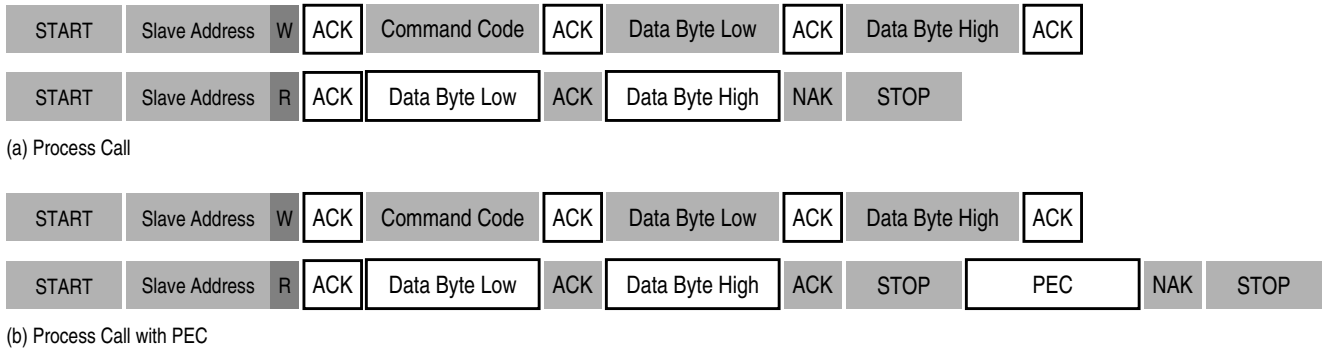 START Slave Address W ACK Command Code ACK Data Byte Low ACK Data Byte High ACK
START Slave Address R ACK Data Byte Low ACK Data Byte High NAK STOP
(a) Process Call
START Slave Address W ACK Command Code ACK Data Byte Low ACK Data Byte High ACK
START Slave Address R ACK Data Byte Low ACK Data Byte High ACK STOP PEC NAK STOP
(b) Process Call with PEC